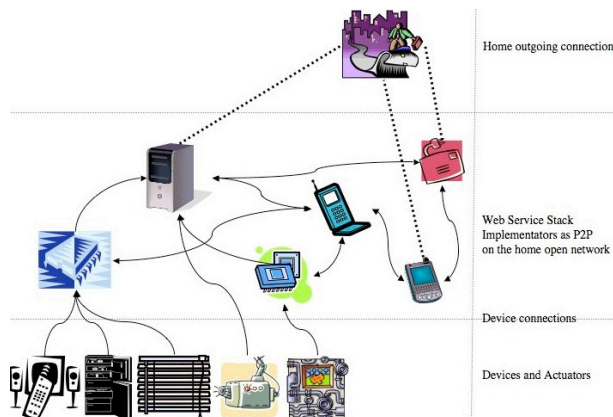 Home outgoing connection
Web Service Stack
Implementators as P2P
on the home open network
Device connections
Devices and Actuators